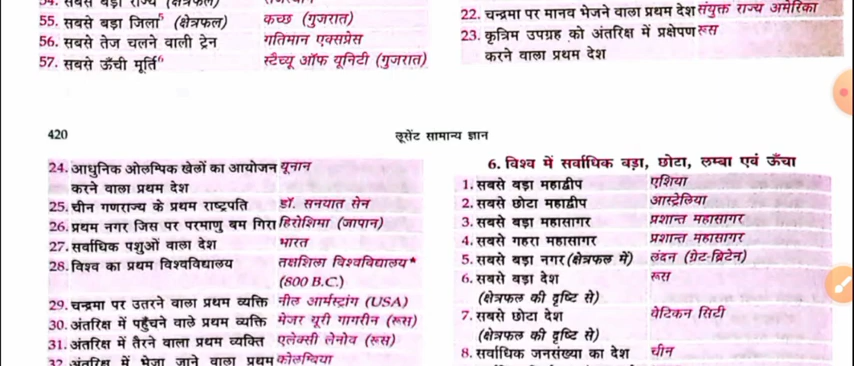 55. सबसे बड़ा जिला⁵ (क्षेत्रफल) कच्छ (गुजरात)
56. सबसे तेज चलने वाली ट्रेन गतिमान एक्सप्रेस
57. सबसे ऊँची मूर्ति⁶ स्टैच्यू ऑफ यूनिटी (गुजरात)
22. चन्द्रमा पर मानव भेजने वाला प्रथम देश संयुक्त राज्य अमेरिका
23. कृत्रिम उपग्रह को अंतरिक्ष में प्रक्षेपण रूस
करने वाला प्रथम देश
420 लूसेंट सामान्य ज्ञान
24. आधुनिक ओलम्पिक खेलों का आयोजन यूनान
करने वाला प्रथम देश
25. चीन गणराज्य के प्रथम राष्ट्रपति डॉ. सनयात सेन
26. प्रथम नगर जिस पर परमाणु बम गिरा हिरोशिमा (जापान)
27. सर्वाधिक पशुओं वाला देश भारत
28. विश्व का प्रथम विश्वविद्यालय तक्षशिला विश्वविद्यालय*
(800 B.C.)
29. चन्द्रमा पर उतरने वाला प्रथम व्यक्ति नील आर्मस्ट्रांग (USA)
30. अंतरिक्ष में पहुँचने वाले प्रथम व्यक्ति मेजर यूरी गागरीन (रूस)
31. अंतरिक्ष में तैरने वाला प्रथम व्यक्ति एलेक्सी लेनोव (रूस)
32. अंतरिक्ष में भेजा जाने वाला प्रथम कोलम्बिया
6. विश्व में सर्वाधिक बड़ा, छोटा, लम्बा एवं ऊँचा
1. सबसे बड़ा महाद्वीप एशिया
2. सबसे छोटा महाद्वीप आस्ट्रेलिया
3. सबसे बड़ा महासागर प्रशान्त महासागर
4. सबसे गहरा महासागर प्रशान्त महासागर
5. सबसे बड़ा नगर (क्षेत्रफल में) लंदन (ग्रेट-ब्रिटेन)
6. सबसे बड़ा देश रूस
(क्षेत्रफल की दृष्टि से)
7. सबसे छोटा देश वेटिकन सिटी
(क्षेत्रफल की दृष्टि से)
8. सर्वाधिक जनसंख्या का देश चीन